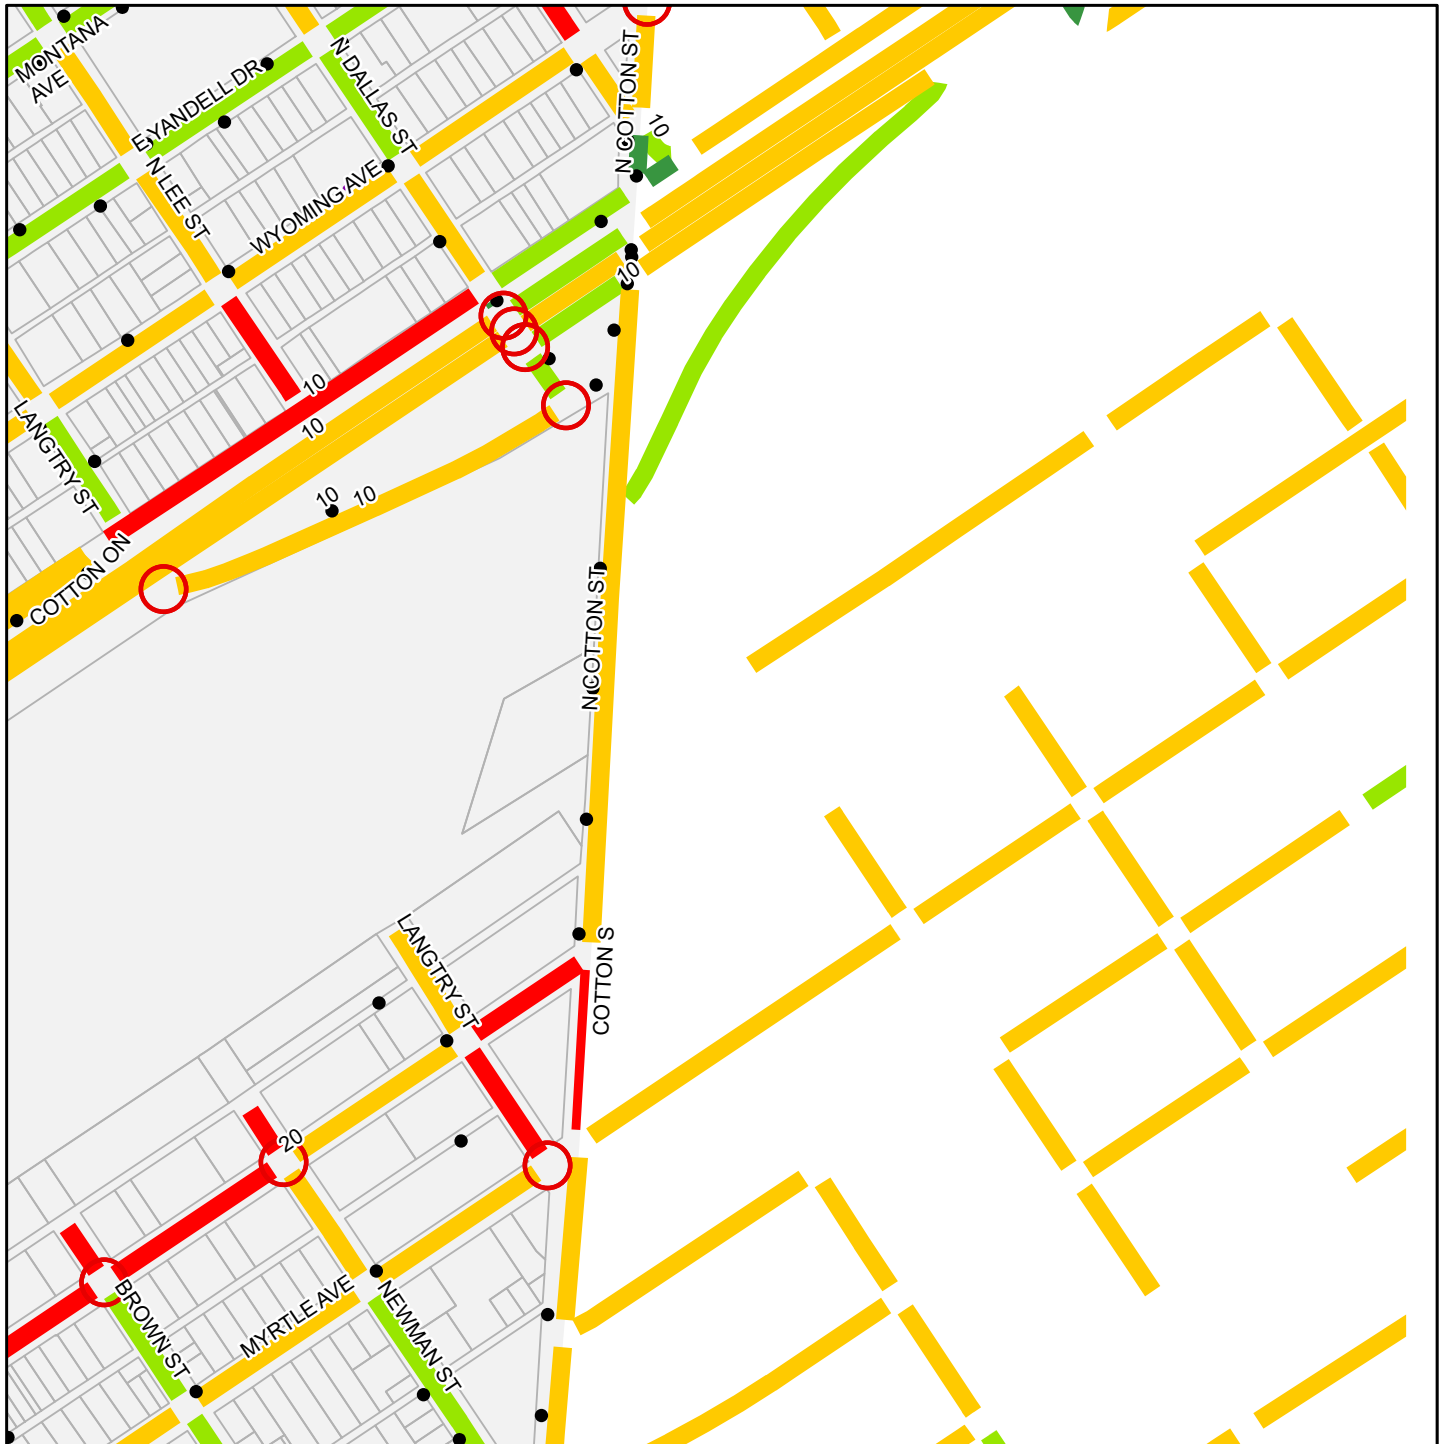 MONTANA
AVE
E YANDELL DR
N DALLAS ST
N COTTON ST
10
N LEE ST
WYOMING AVE
10
10
10
LANGTRY ST
10
10
COTTON ON
N COTTON ST
LANGTRY ST
COTTON S
20
BROWN ST
MYRTLE AVE
NEWMAN ST